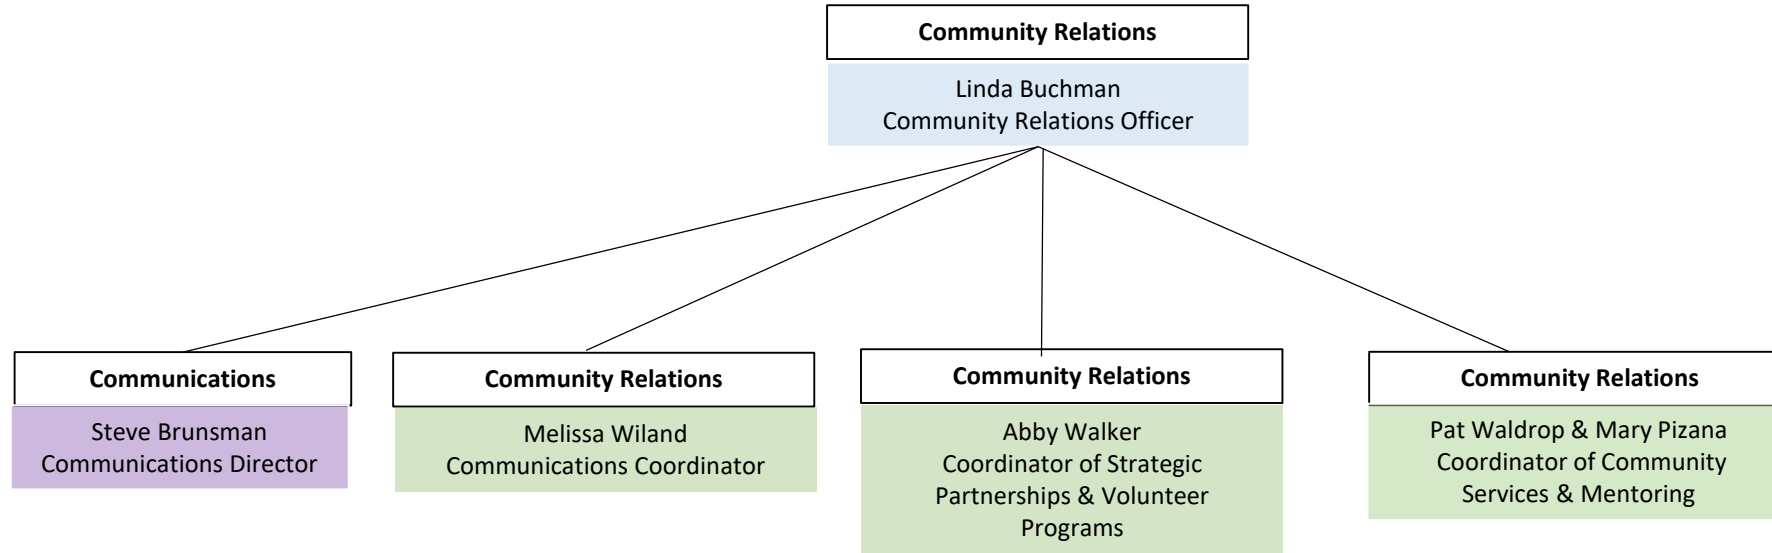 Community Relations
Linda Buchman
Community Relations Officer
Communications
Steve Brunsman
Communications Director
Community Relations
Melissa Wiland
Communications Coordinator
Community Relations
Abby Walker
Coordinator of Strategic
Partnerships & Volunteer
Programs
Community Relations
Pat Waldrop & Mary Pizana
Coordinator of Community
Services & Mentoring